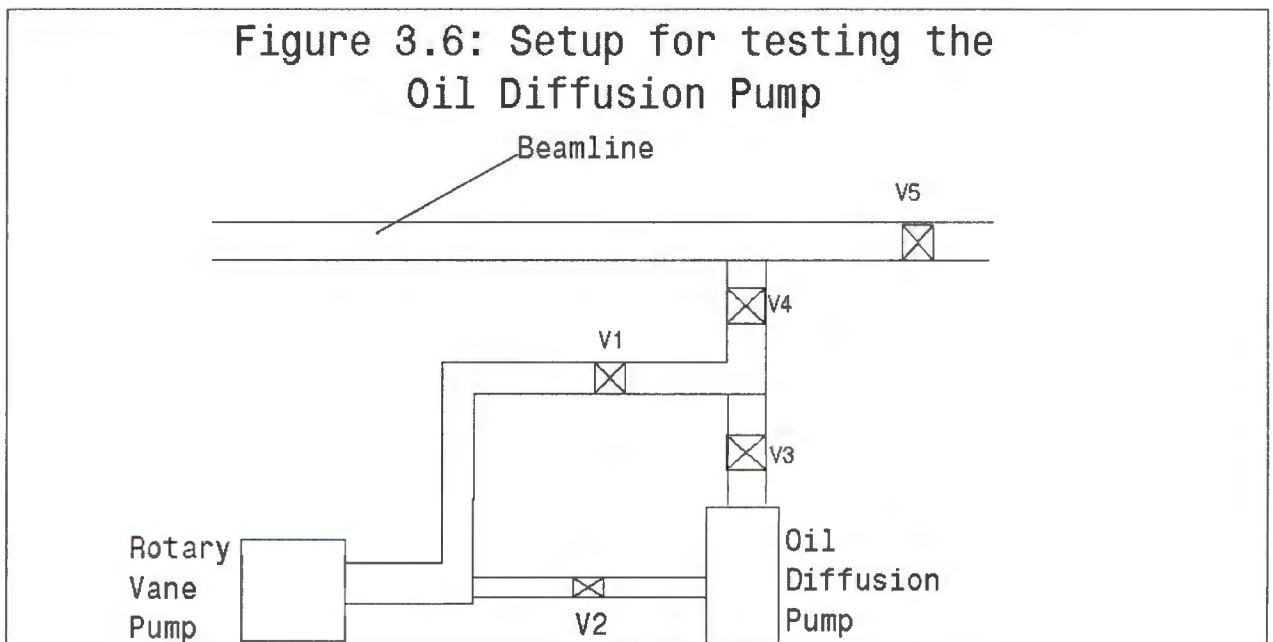 Figure 3.6: Setup for testing the
Oil Diffusion Pump
Beamline
V5
V4
V1
V3
Rotary
Vane
Pump
V2
Oil
Diffusion
Pump